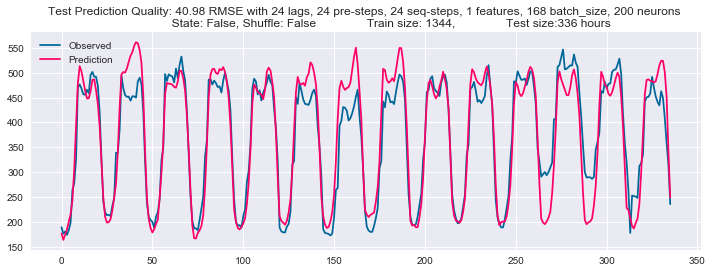 Test Prediction Quality: 40.98 RMSE with 24 lags, 24 pre-steps, 24 seq-steps, 1 features, 168 batch_size, 200 neurons
State: False, Shuffle: False Train size: 1344, Test size:336 hours
Observed
Prediction
550
500
450
400
350
300
250
200
150
0 50 100 150 200 250 300 350